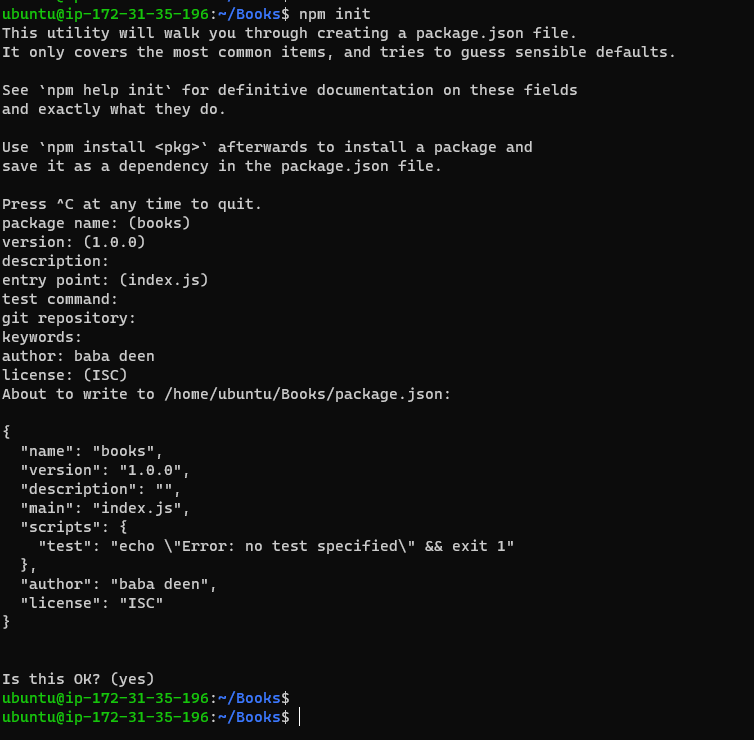 ubuntu@ip-172-31-35-196:~/Books$ npm init
This utility will walk you through creating a package.json file.
It only covers the most common items, and tries to guess sensible defaults.
See `npm help init` for definitive documentation on these fields
and exactly what they do.
Use `npm install <pkg>` afterwards to install a package and
save it as a dependency in the package.json file.
Press ^C at any time to quit.
package name: (books)
version: (1.0.0)
description:
entry point: (index.js)
test command:
git repository:
keywords:
author: baba deen
license: (ISC)
About to write to /home/ubuntu/Books/package.json:
{
  "name": "books",
  "version": "1.0.0",
  "description": "",
  "main": "index.js",
  "scripts": {
    "test": "echo \"Error: no test specified\" && exit 1"
  },
  "author": "baba deen",
  "license": "ISC"
}
Is this OK? (yes)
ubuntu@ip-172-31-35-196:~/Books$
ubuntu@ip-172-31-35-196:~/Books$